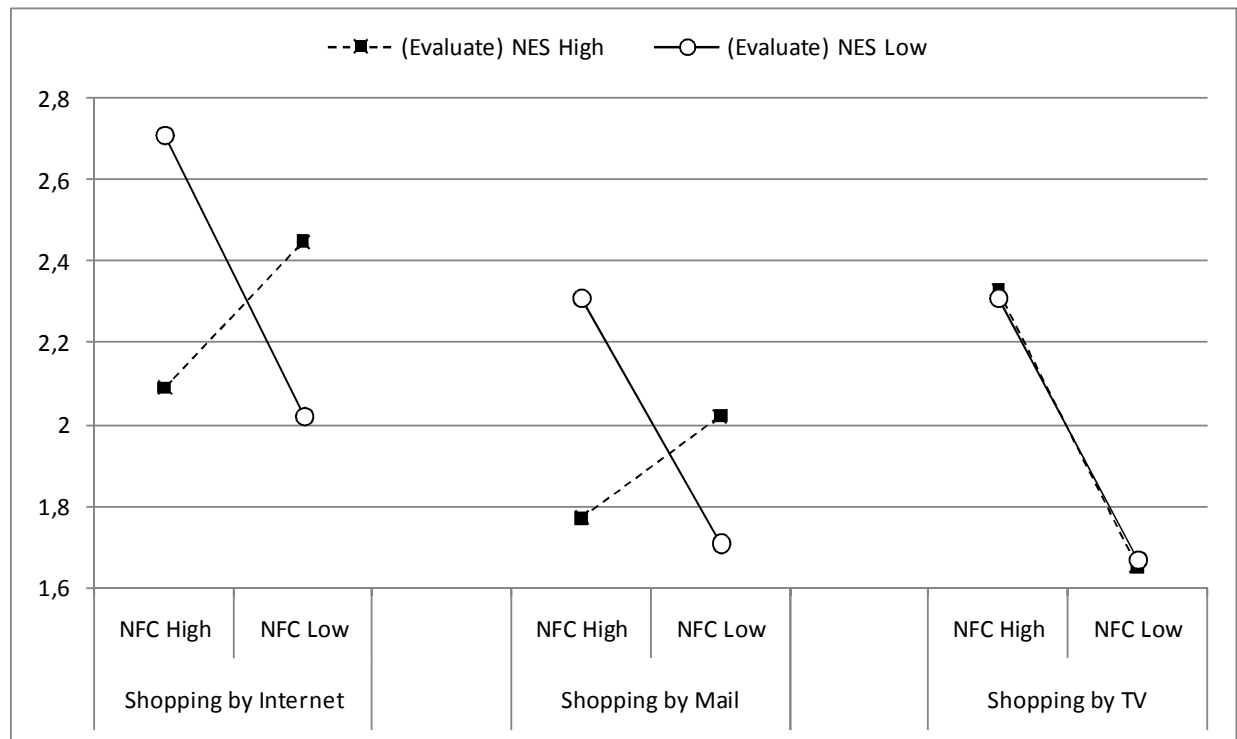 (Evaluate) NES High (Evaluate) NES Low
2,8
2,6
2,4
2,2
2
1,8
1,6
NFC High NFC Low NFC High NFC Low NFC High NFC Low
Shopping by Internet Shopping by Mail Shopping by TV